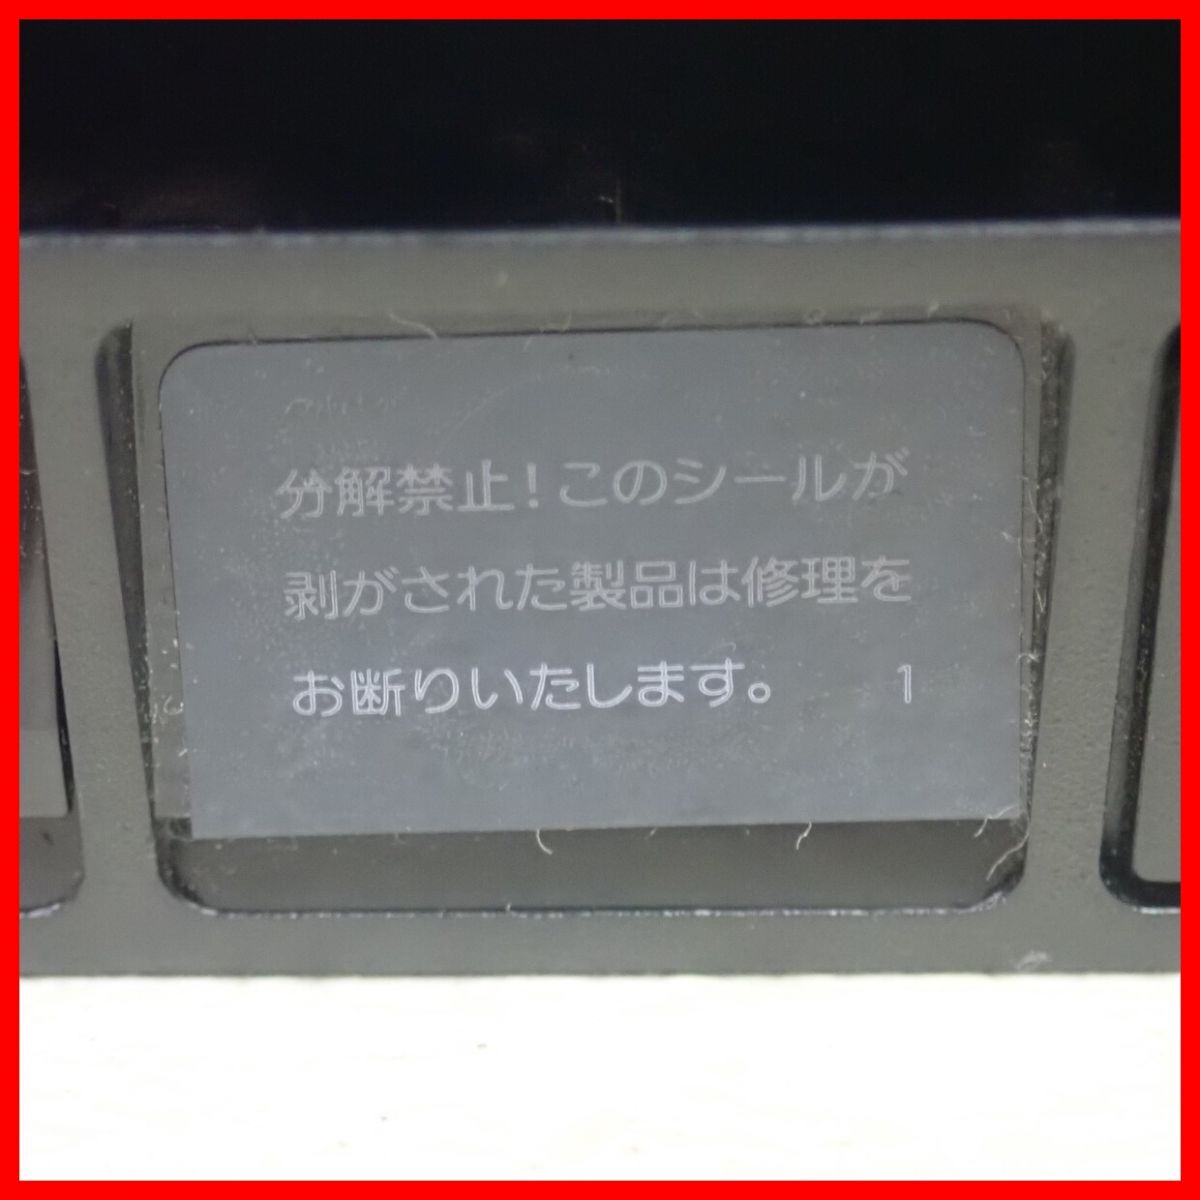 分解禁止！このシールが
剥がされた製品は修理を
お断りいたします。 1